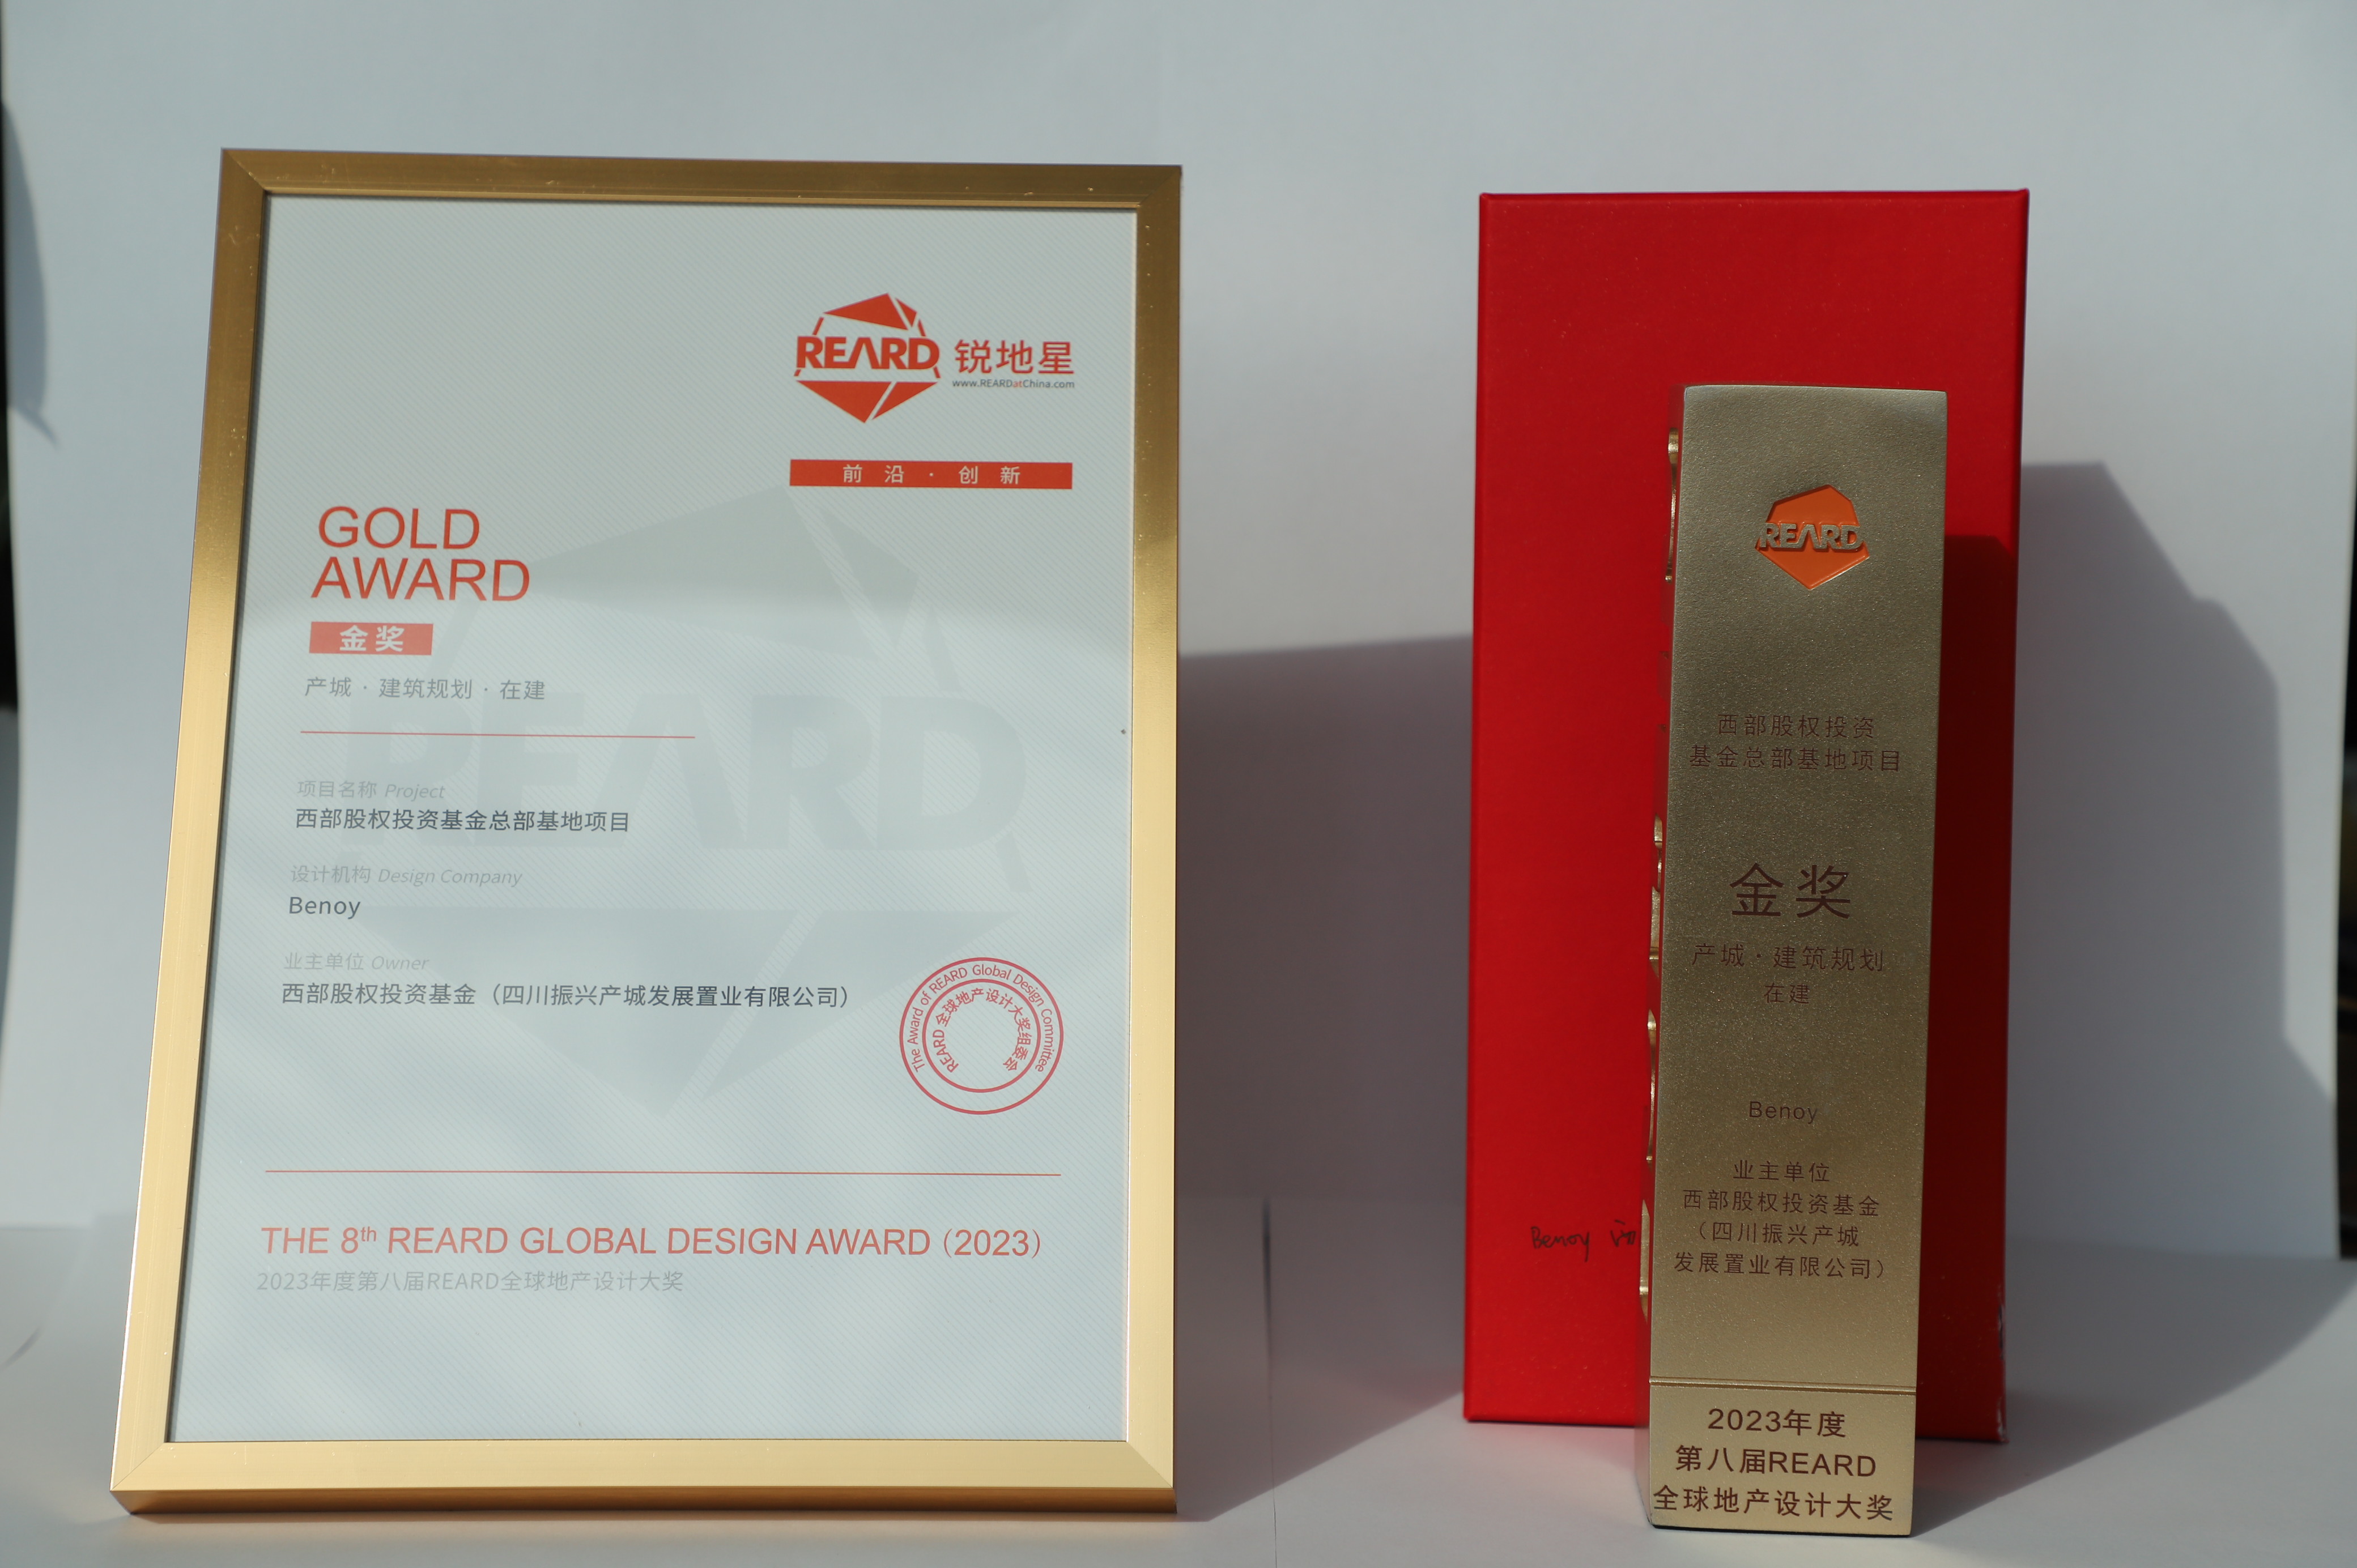 REARD 锐地星
www.REARDatChina.com
前沿·创新
GOLD
AWARD
金奖
产城·建筑规划·在建
项目名称 Project
西部股权投资基金总部基地项目
设计机构 Design Company
Benoy
业主单位 Owner
西部股权投资基金（四川振兴产城发展置业有限公司）
The Award of REARD Global Design Committee
REARD 全球地产设计大奖组委会
THE 8th REARD GLOBAL DESIGN AWARD（2023）
2023年度第八届REARD全球地产设计大奖
REARD
REARD
西部股权投资
基金总部基地项目
金奖
产城·建筑规划
在建
Benoy
业主单位
西部股权投资基金
（四川振兴产城
发展置业有限公司）
2023年度
第八届REARD
全球地产设计大奖
Benoy